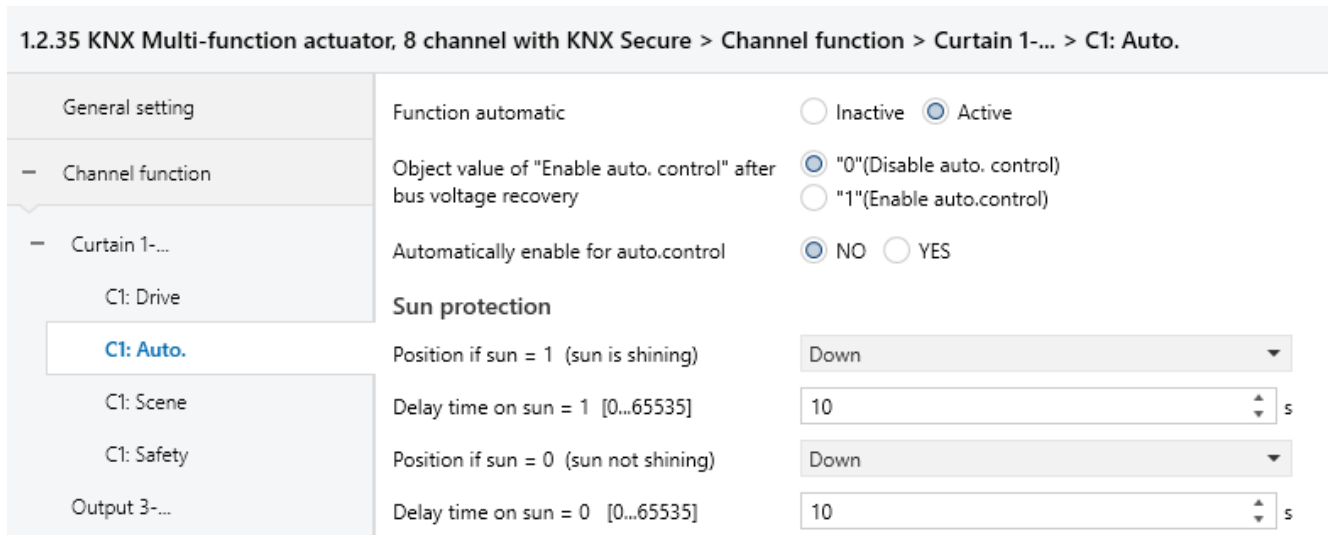 1.2.35 KNX Multi-function actuator, 8 channel with KNX Secure > Channel function > Curtain 1-... > C1: Auto.
General setting
Channel function
Curtain 1-...
C1: Drive
C1: Auto.
C1: Scene
C1: Safety
Output 3-...
Function automatic
Inactive Active
Object value of "Enable auto. control" after
bus voltage recovery
"0"(Disable auto. control)
"1"(Enable auto.control)
Automatically enable for auto.control
NO YES
Sun protection
Position if sun = 1 (sun is shining)
Down
Delay time on sun = 1 [0...65535]
10 s
Position if sun = 0 (sun not shining)
Down
Delay time on sun = 0 [0...65535]
10 s